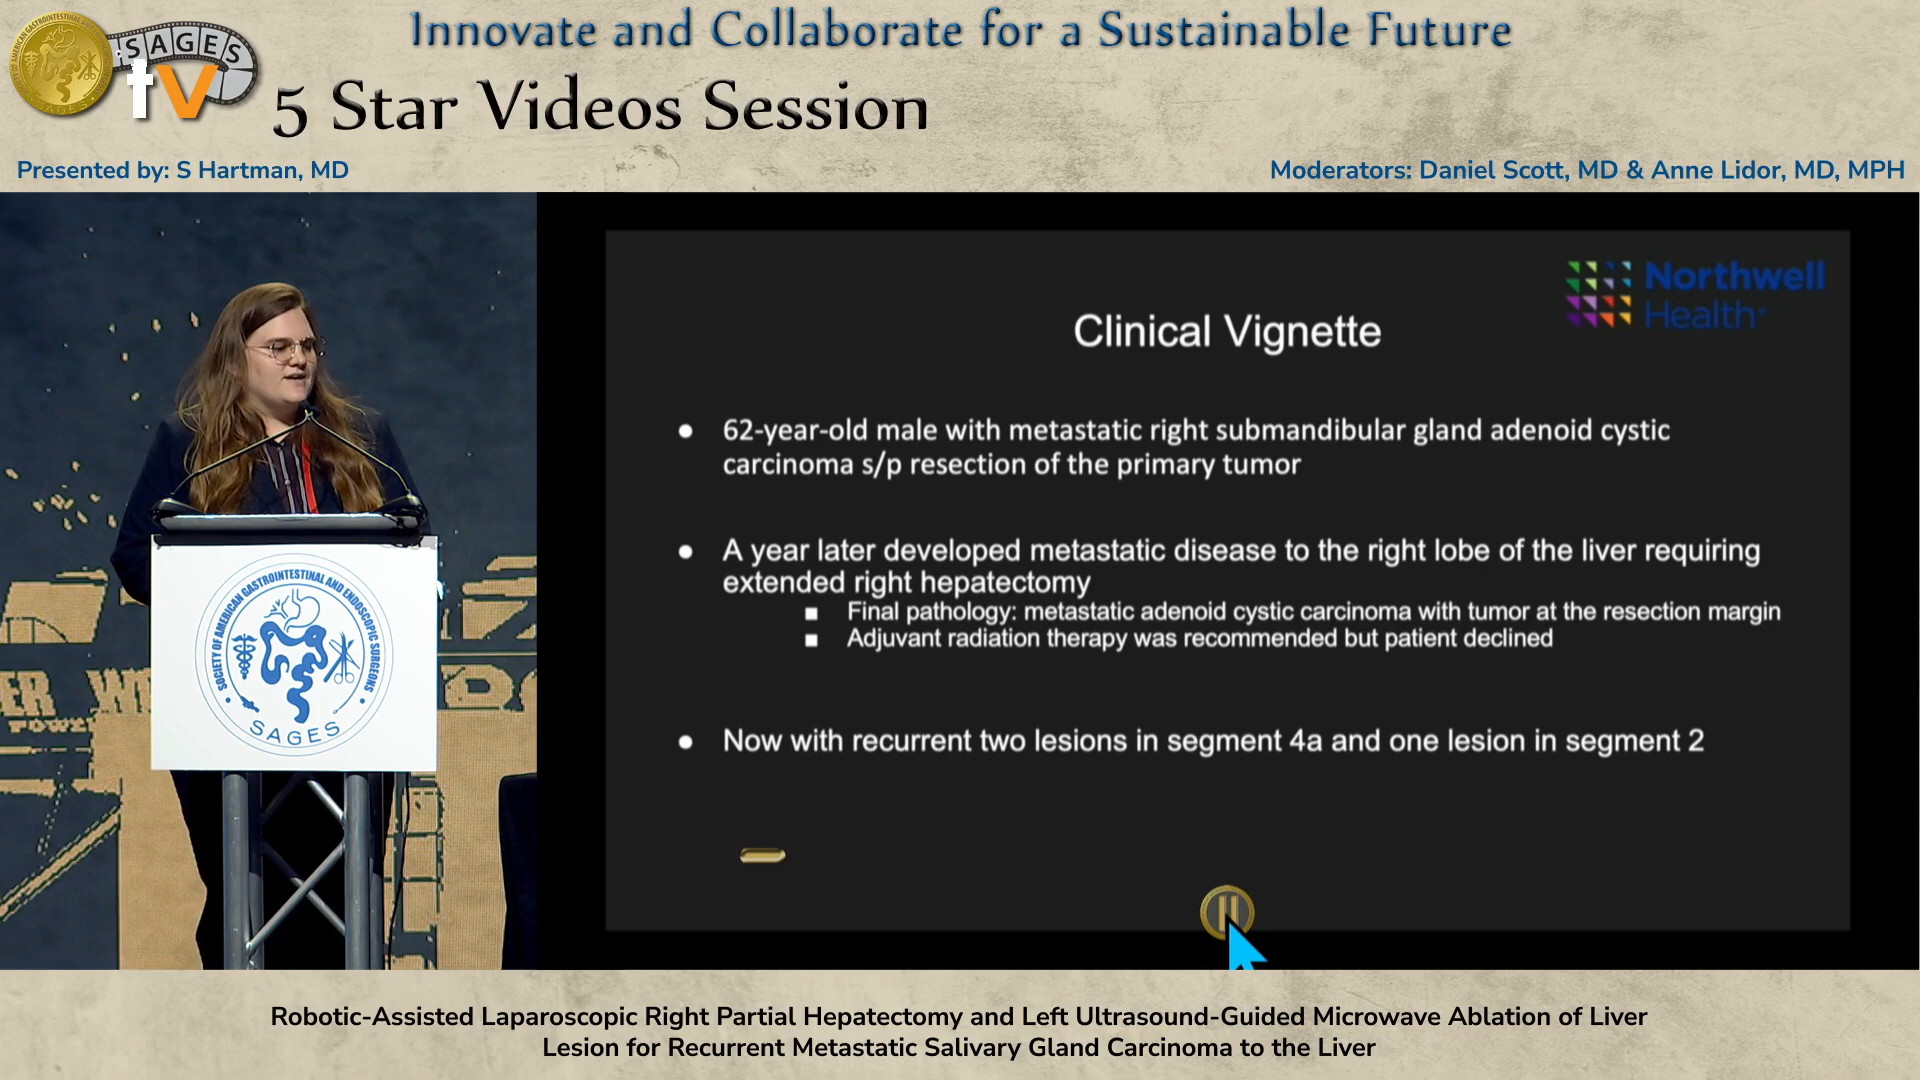 Innovate and Collaborate for a Sustainable Future
SAGES
tV
5 Star Videos Session
Presented by: S Hartman, MD
Moderators: Daniel Scott, MD & Anne Lidor, MD, MPH
Northwell
Health
Clinical Vignette
● 62-year-old male with metastatic right submandibular gland adenoid cystic
carcinoma s/p resection of the primary tumor
● A year later developed metastatic disease to the right lobe of the liver requiring
extended right hepatectomy
■ Final pathology: metastatic adenoid cystic carcinoma with tumor at the resection margin
■ Adjuvant radiation therapy was recommended but patient declined
● Now with recurrent two lesions in segment 4a and one lesion in segment 2
SOCIETY OF AMERICAN GASTROINTESTINAL AND ENDOSCOPIC SURGEONS
SAGES
Robotic-Assisted Laparoscopic Right Partial Hepatectomy and Left Ultrasound-Guided Microwave Ablation of Liver
Lesion for Recurrent Metastatic Salivary Gland Carcinoma to the Liver